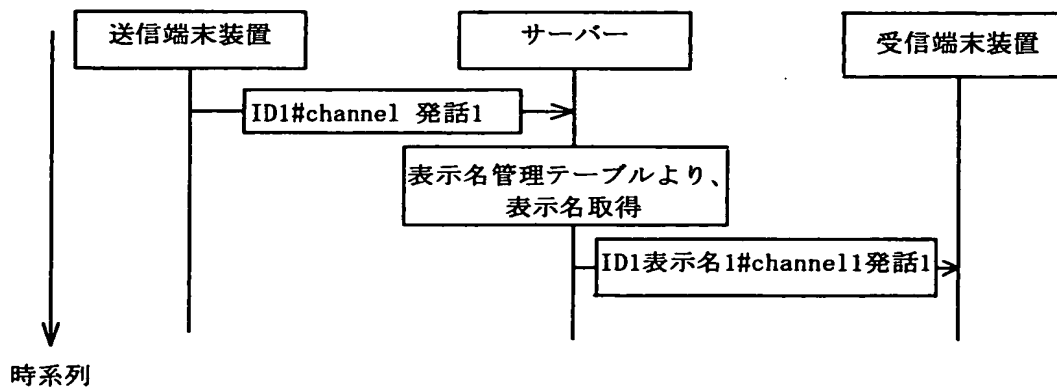 送信端末装置
サーバー
受信端末装置
ID1#channel 発話1
表示名管理テーブルより、
表示名取得
ID1表示名1#channel1発話1
時系列